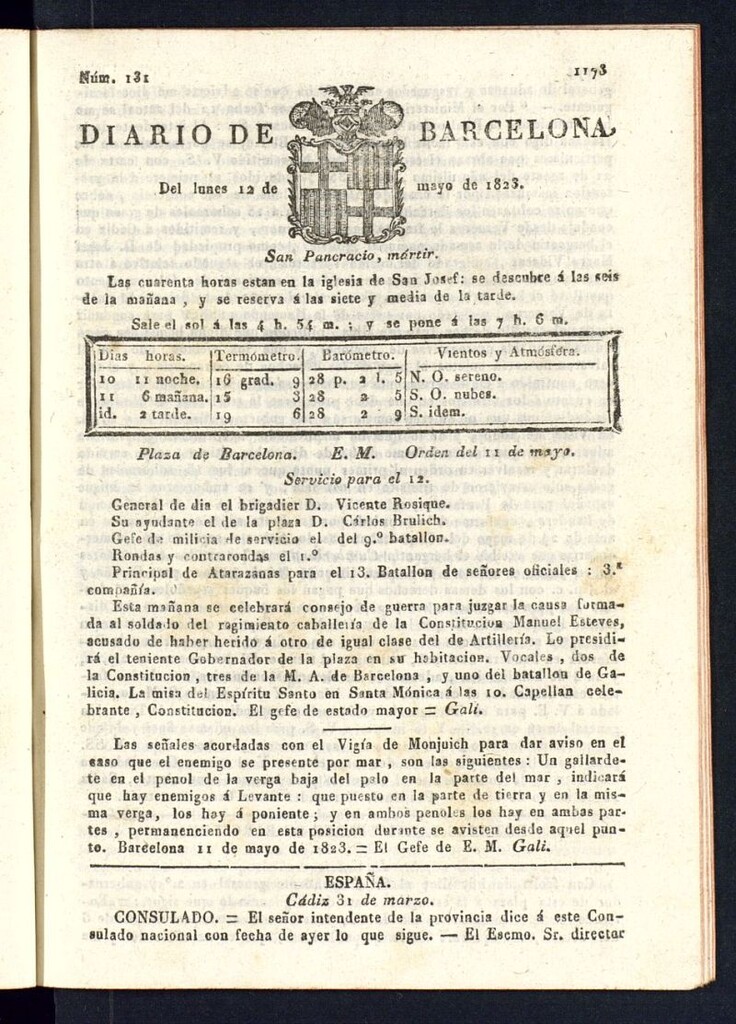 Núm. 131 1173
DIARIO DE BARCELONA,
Del lunes 12 de mayo de 1823.
San Pancracio, mártir.
Las cuarenta horas estan en la iglesia de San Josef: se descubre á las seis
de la mañana, y se reserva á las siete y media de la tarde.
Sale el sol á las 4 h. 54 m.; y se pone á las 7 h. 6 m.
Dias horas. Termómetro. Barómetro. Vientos y Atmósfera.
10 11 noche. 16 grad. 9 28 p. 2 l. 5 N. O. sereno.
11 6 mañana. 15 3 28 2 5 S. O. nubes.
id. 2 tarde. 19 6 28 2 9 S. idem.
Plaza de Barcelona. E. M. Orden del 11 de mayo.
Servicio para el 12.
General de dia el brigadier D. Vicente Rosique.
Su ayudante el de la plaza D. Cárlos Brulich.
Gefe de milicia de servicio el del 9.º batallon.
Rondas y contrarondas el 1.º
Principal de Atarazanas para el 13. Batallon de señores oficiales : 3.ª
compañía.
Esta mañana se celebrará consejo de guerra para juzgar la causa forma-
da al soldado del regimiento caballería de la Constitucion Manuel Esteves,
acusado de haber herido á otro de igual clase del de Artillería. Lo presidi-
rá el teniente Gobernador de la plaza en su habitacion. Vocales, dos de
la Constitucion, tres de la M. A. de Barcelona, y uno del batallon de Ga-
licia. La misa del Espíritu Santo en Santa Mónica á las 10. Capellan cele-
brante, Constitucion. El gefe de estado mayor = Gali.
Las señales acordadas con el Vigía de Monjuich para dar aviso en el
caso que el enemigo se presente por mar, son las siguientes: Un gallarde-
te en el penol de la verga baja del palo en la parte del mar, indicará
que hay enemigos á Levante : que puesto en la parte de tierra y en la mis-
ma verga, los hay á poniente; y en ambos penoles los hay en ambas par-
tes, permanenciendo en esta posicion durante se avisten desde aquel pun-
to. Barcelona 11 de mayo de 1823. = El Gefe de E. M. Gali.
ESPAÑA.
Cádiz 31 de marzo.
CONSULADO. = El señor intendente de la provincia dice á este Con-
sulado nacional con fecha de ayer lo que sigue. — El Escmo. Sr. director